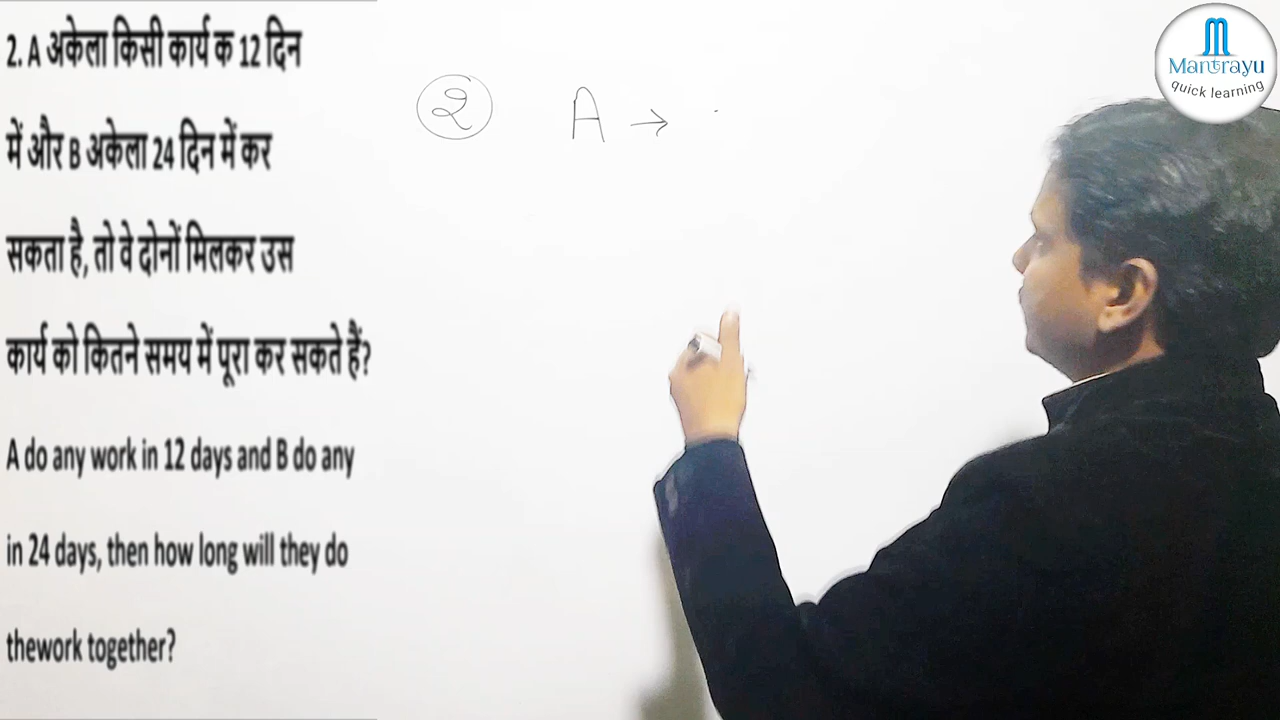 2. A अकेला किसी कार्य क 12 दिन
में और B अकेला 24 दिन में कर
सकता है, तो वे दोनों मिलकर उस
कार्य को कितने समय में पूरा कर सकते हैं?
A do any work in 12 days and B do any
in 24 days, then how long will they do
thework together?
2 A →
Mantrayu
quick learning